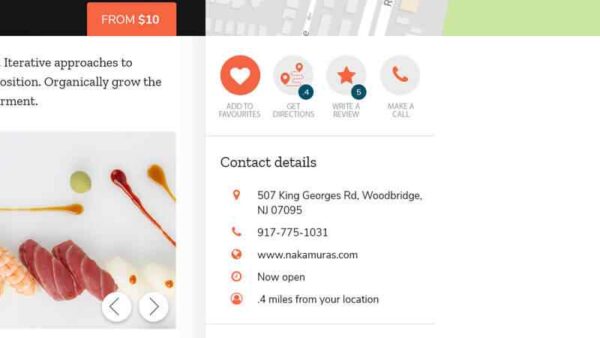 FROM $10
Iterative approaches to
osition. Organically grow the
rment.
.4
5
ADD TO
FAVOURITES
GET
DIRECTIONS
WRITE A
REVIEW
MAKE A
CALL
Contact details
507 King Georges Rd, Woodbridge,
NJ 07095
917-775-1031
www.nakamuras.com
Now open
.4 miles from your location